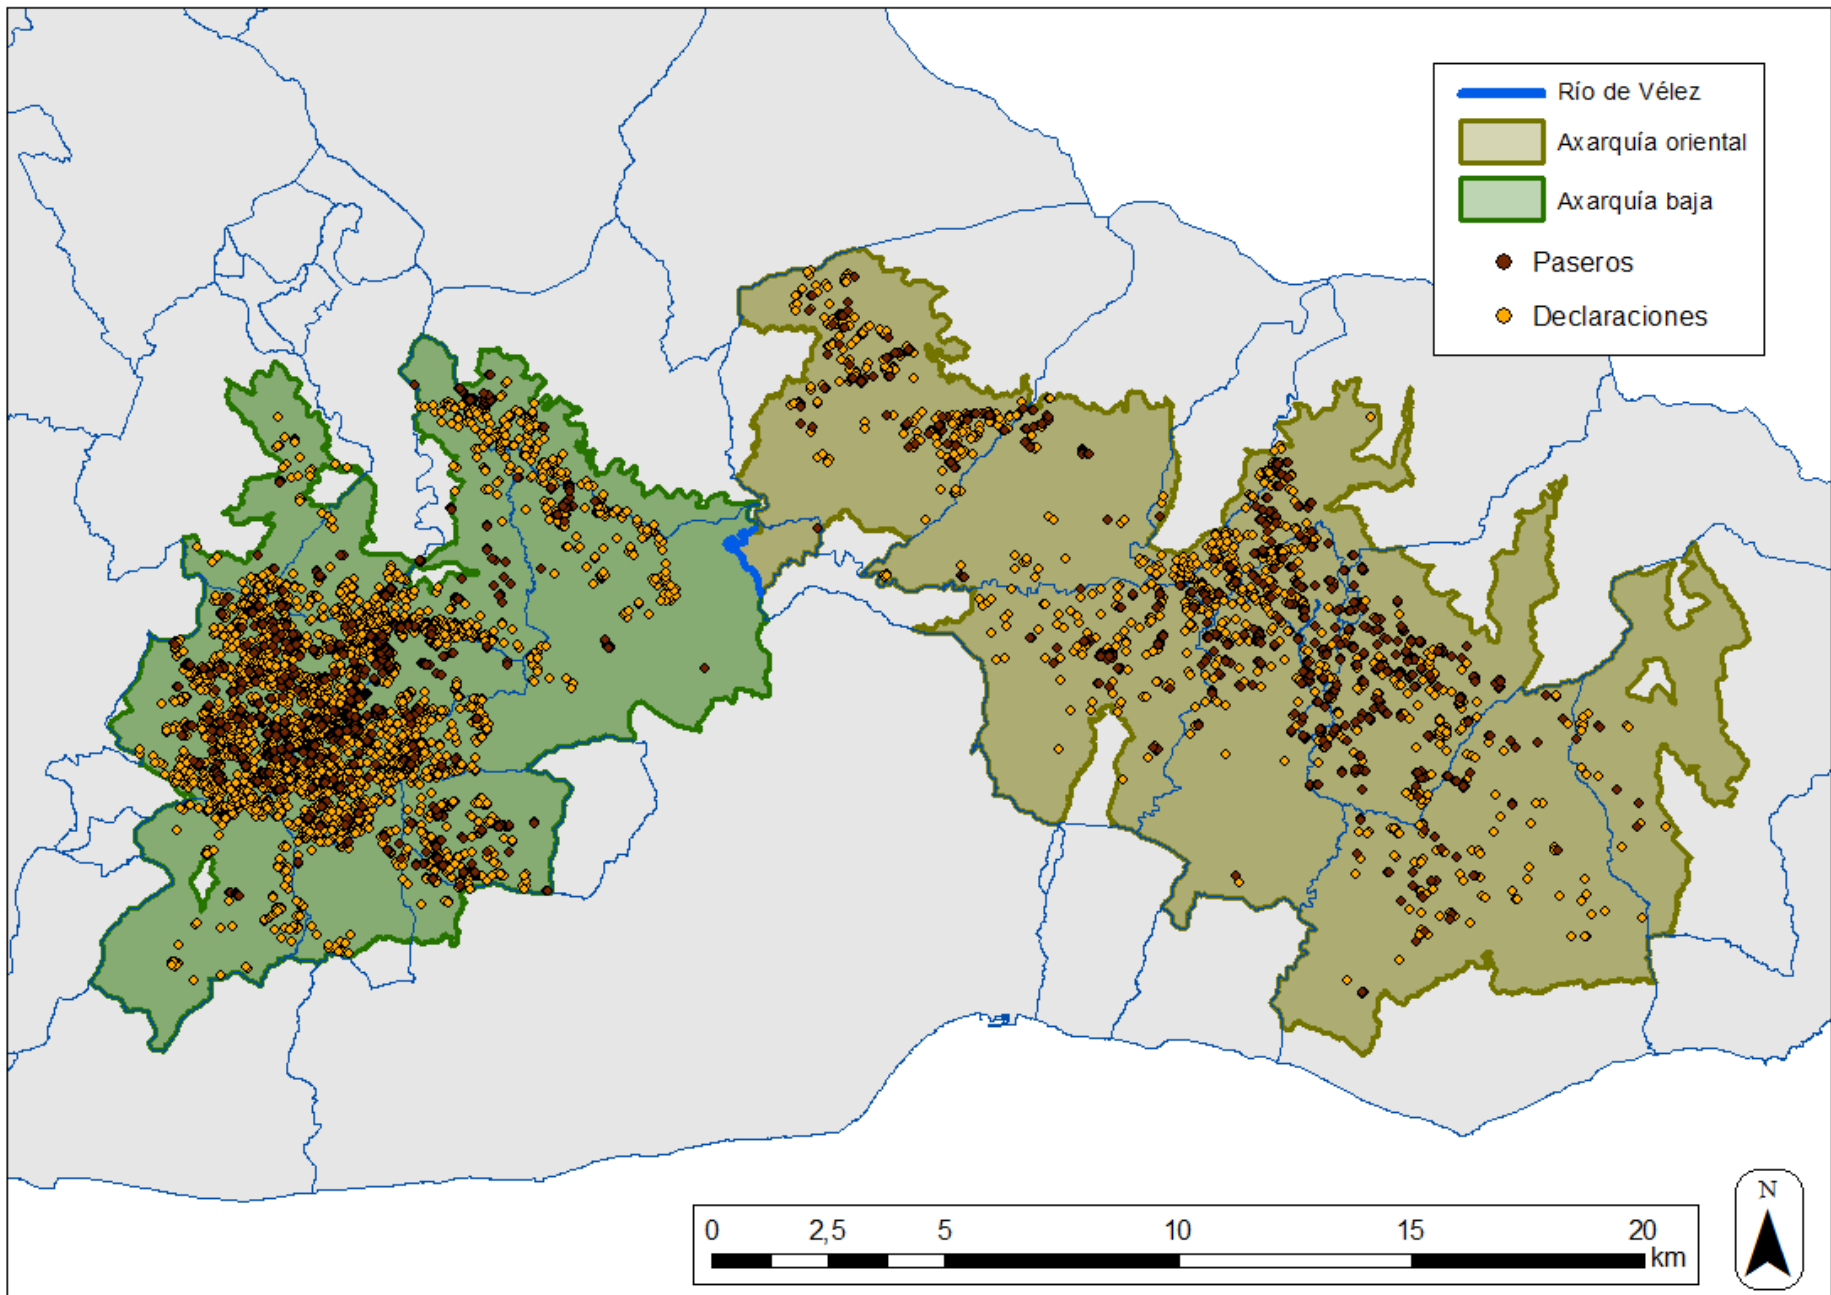 Río de Vélez
Axarquía oriental
Axarquía baja
Paseros
Declaraciones
N
0 2,5 5 10 15 20
km